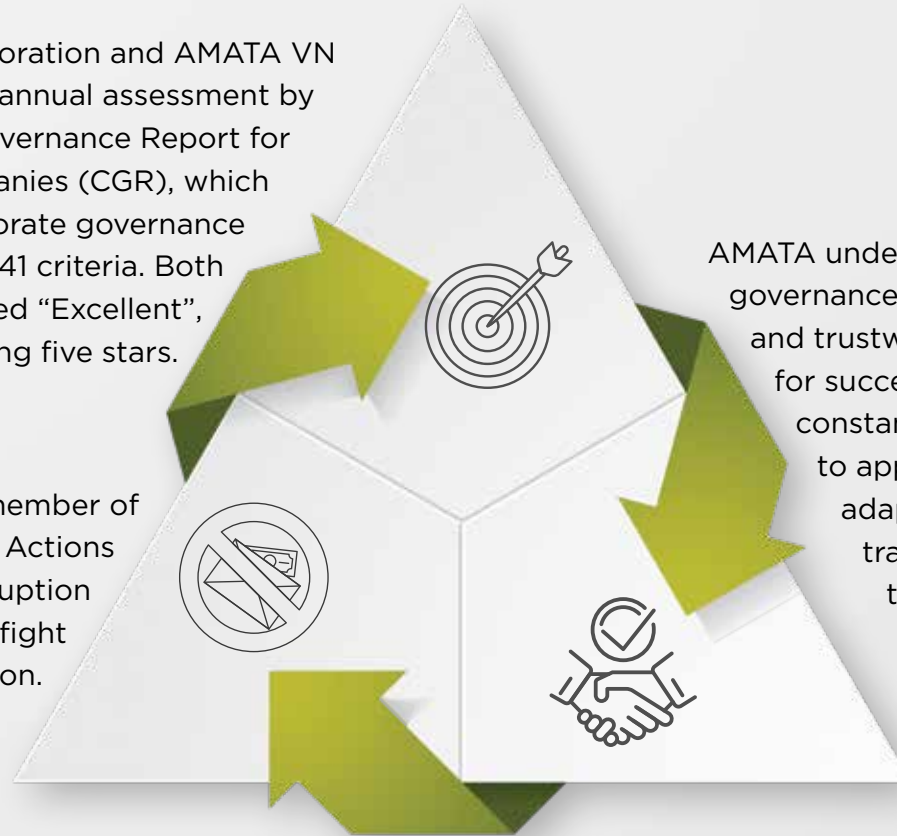 oration and AMATA VN
annual assessment by
vernance Report for
anies (CGR), which
orate governance
41 criteria. Both
ed “Excellent”,
ng five stars.
AMATA unde
governance
and trustw
for succe
constan
to app
adap
tra
t
member of
Actions
uption
fight
on.